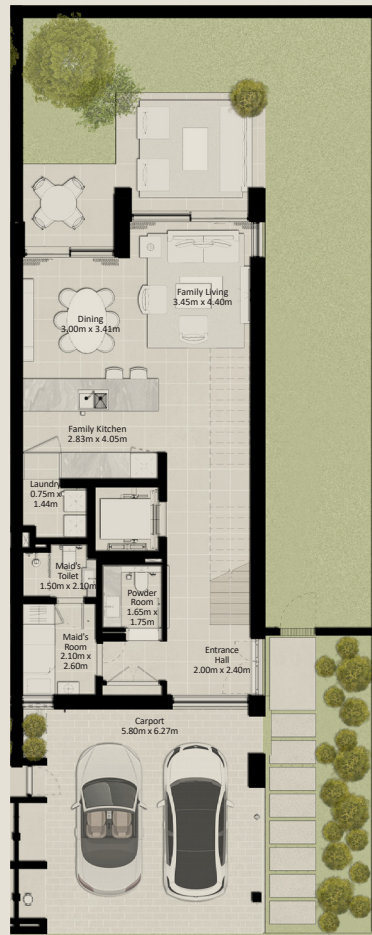 Family Living
3.45m x 4.40m
Dining
3.00m x 3.41m
Family Kitchen
2.83m x 4.05m
Laundry
0.75m x
1.44m
Maid's
Toilet
1.50m x 2.10m
Powder
Room
1.65m x
1.75m
Maid's
Room
2.10m x
2.60m
Entrance
Hall
2.00m x 2.40m
Carport
5.80m x 6.27m